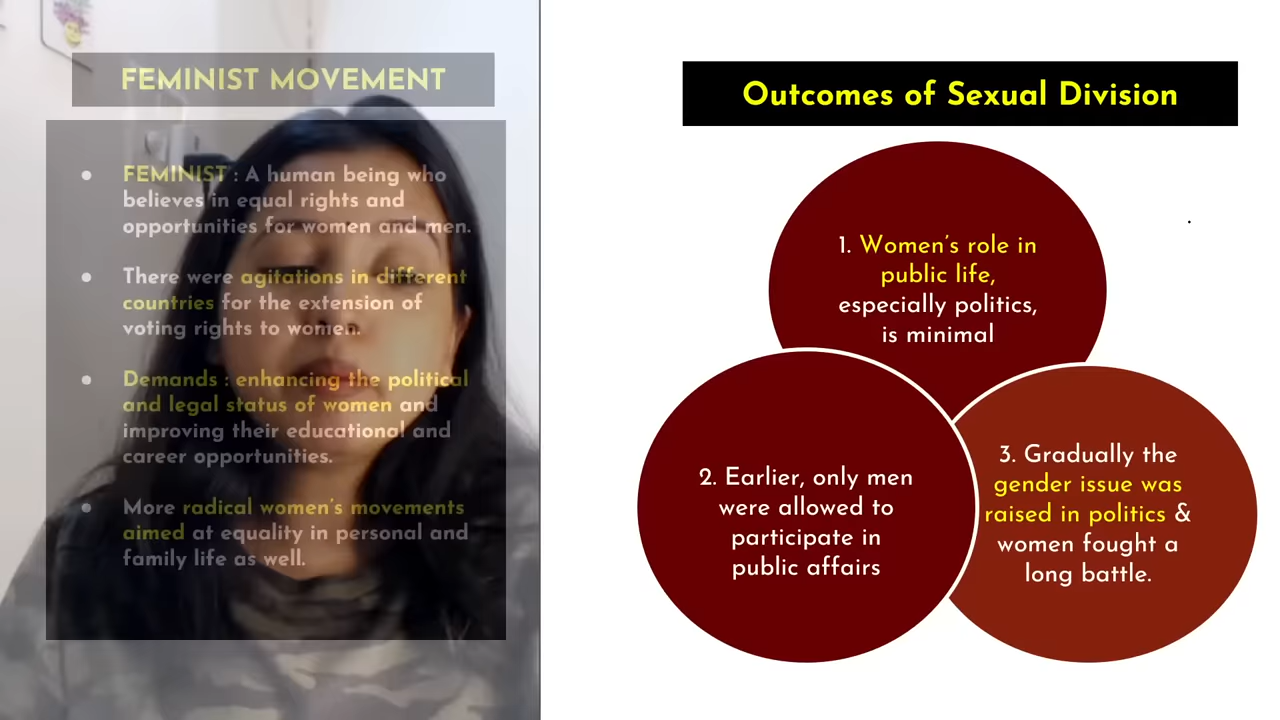 FEMINIST MOVEMENT
● FEMINIST : A human being who
believes in equal rights and
opportunities for women and men.
● There were agitations in different
countries for the extension of
voting rights to women.
● Demands : enhancing the political
and legal status of women and
improving their educational and
career opportunities.
● More radical women's movements
aimed at equality in personal and
family life as well.
Outcomes of Sexual Division
1. Women's role in
public life,
especially politics,
is minimal
2. Earlier, only men
were allowed to
participate in
public affairs
3. Gradually the
gender issue was
raised in politics &
women fought a
long battle.